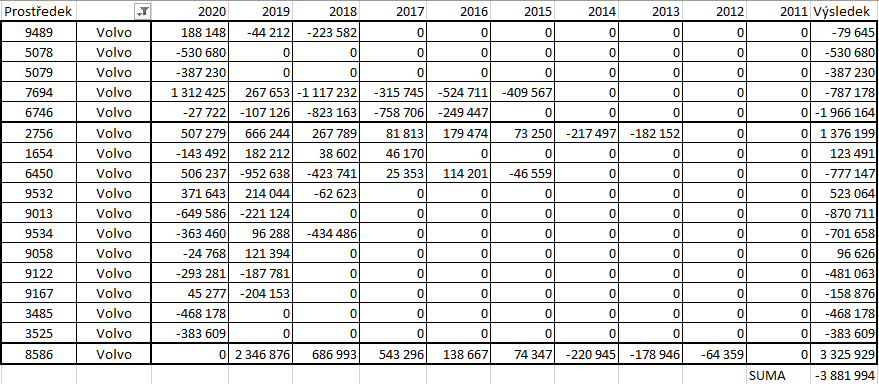 Prostředek 2020 2019 2018 2017 2016 2015 2014 2013 2012 2011 Výsledek
9489 Volvo 188 148 -44 212 -223 582 0 0 0 0 0 0 0 -79 645
5078 Volvo -530 680 0 0 0 0 0 0 0 0 0 -530 680
5079 Volvo -387 230 0 0 0 0 0 0 0 0 0 -387 230
7694 Volvo 1 312 425 267 653 -1 117 232 -315 745 -524 711 -409 567 0 0 0 0 -787 178
6746 Volvo -27 722 -107 126 -823 163 -758 706 -249 447 0 0 0 0 0 -1 966 164
2756 Volvo 507 279 666 244 267 789 81 813 179 474 73 250 -217 497 -182 152 0 0 1 376 199
1654 Volvo -143 492 182 212 38 602 46 170 0 0 0 0 0 0 123 491
6450 Volvo 506 237 -952 638 -423 741 25 353 114 201 -46 559 0 0 0 0 -777 147
9532 Volvo 371 643 214 044 -62 623 0 0 0 0 0 0 0 523 064
9013 Volvo -649 586 -221 124 0 0 0 0 0 0 0 0 -870 711
9534 Volvo -363 460 96 288 -434 486 0 0 0 0 0 0 0 -701 658
9058 Volvo -24 768 121 394 0 0 0 0 0 0 0 0 96 626
9122 Volvo -293 281 -187 781 0 0 0 0 0 0 0 0 -481 063
9167 Volvo 45 277 -204 153 0 0 0 0 0 0 0 0 -158 876
3485 Volvo -468 178 0 0 0 0 0 0 0 0 0 -468 178
3525 Volvo -383 609 0 0 0 0 0 0 0 0 0 -383 609
8586 Volvo 0 2 346 876 686 993 543 296 138 667 74 347 -220 945 -178 946 -64 359 0 3 325 929
SUMA -3 881 994